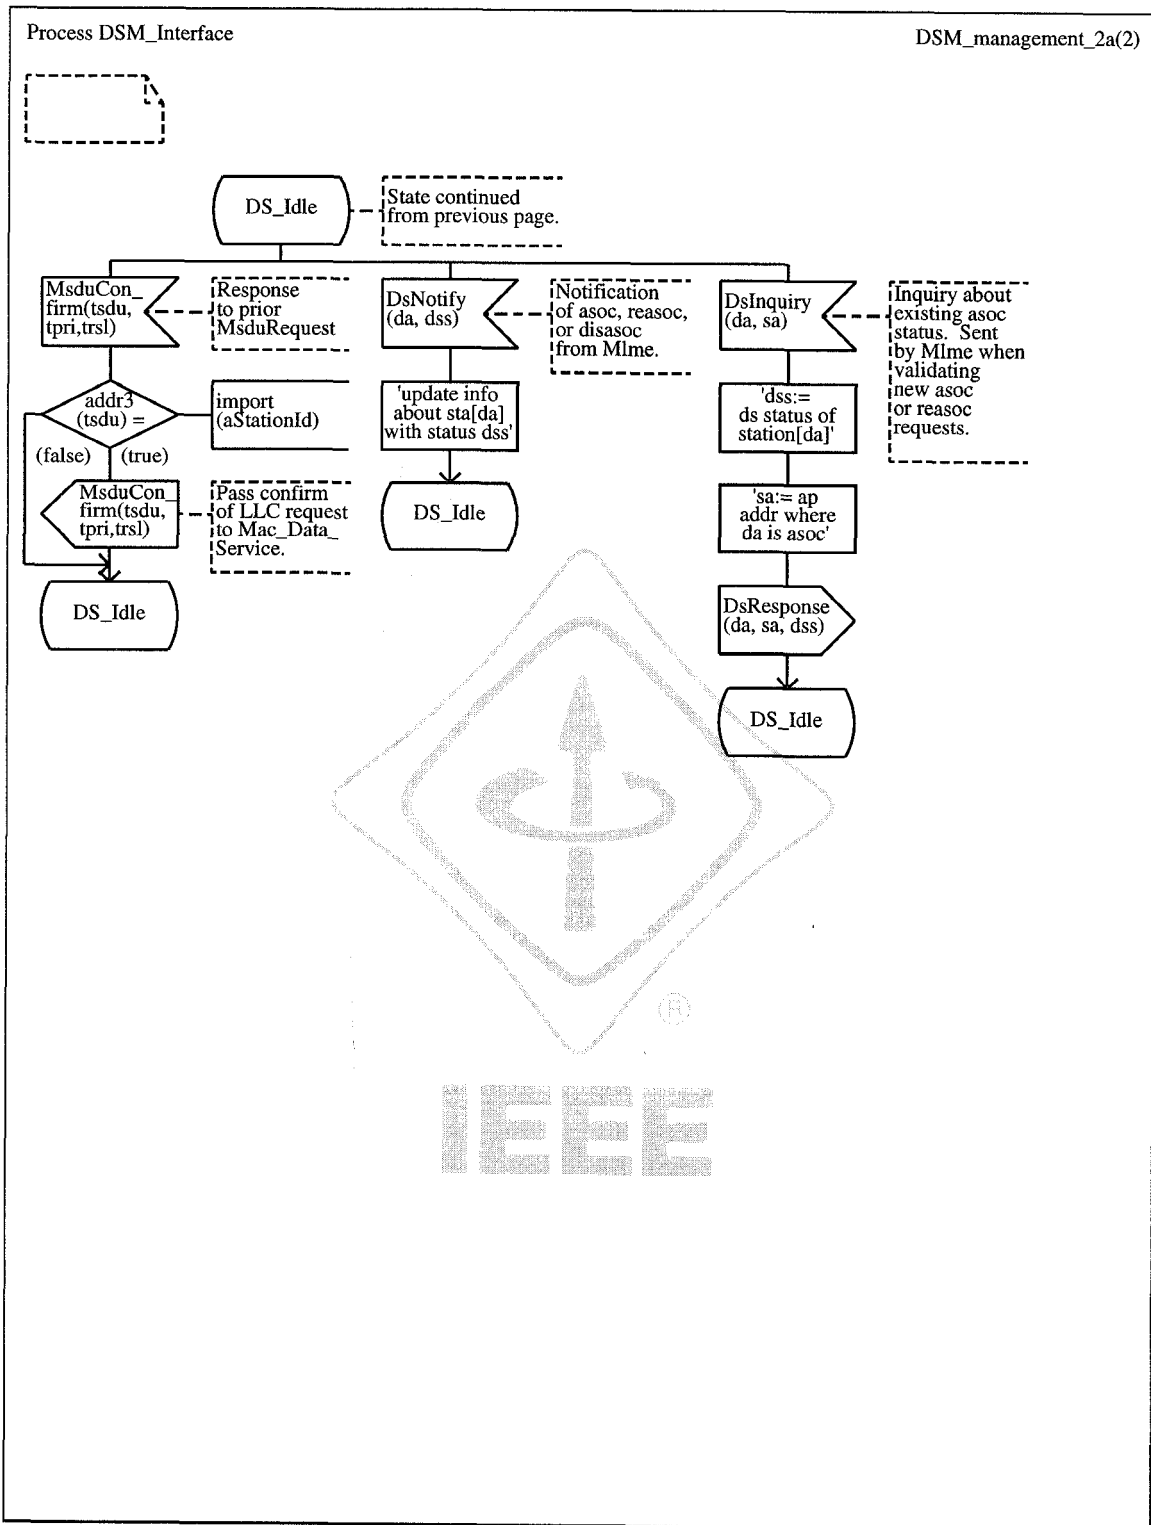 Process DSM_Interface
DSM_management_2a(2)
DS_Idle
State continued
from previous page.
MsduCon_
firm(tsdu,
tpri,trsl)
Response
to prior
MsduRequest
DsNotify
(da, dss)
Notification
of asoc, reasoc,
or disasoc
from Mlme.
DsInquiry
(da, sa)
Inquiry about
existing asoc
status. Sent
by Mlme when
validating
new asoc
or reasoc
requests.
addr3
(tsdu) =
import
(aStationId)
(false)
(true)
'update info
about sta[da]
with status dss'
'dss:=
ds status of
station[da]'
MsduCon_
firm(tsdu,
tpri,trsl)
Pass confirm
of LLC request
to Mac_Data_
Service.
DS_Idle
'sa:= ap
addr where
da is asoc'
DS_Idle
DsResponse
(da, sa, dss)
DS_Idle
®
IEEE